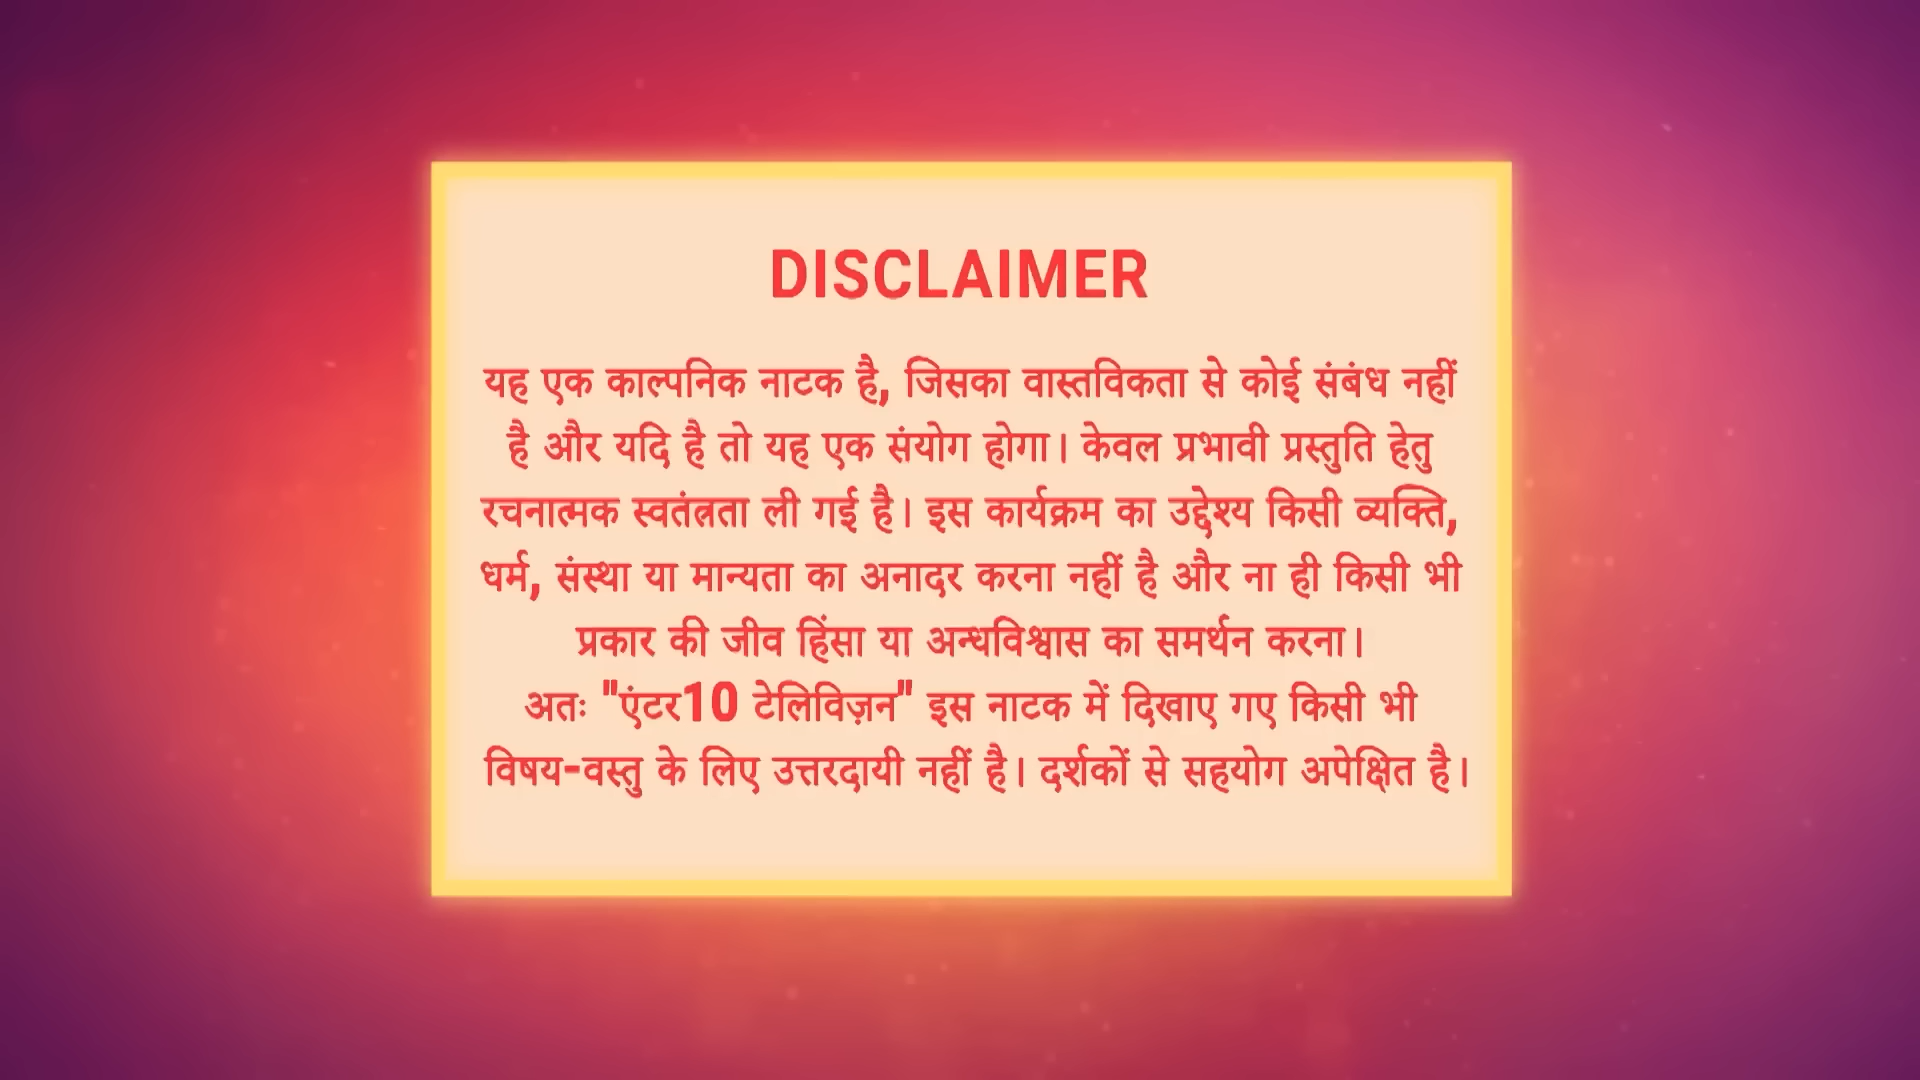 DISCLAIMER
यह एक काल्पनिक नाटक है, जिसका वास्तविकता से कोई संबंध नहीं
है और यदि है तो यह एक संयोग होगा। केवल प्रभावी प्रस्तुति हेतु
रचनात्मक स्वतंत्रता ली गई है। इस कार्यक्रम का उद्देश्य किसी व्यक्ति,
धर्म, संस्था या मान्यता का अनादर करना नहीं है और ना ही किसी भी
प्रकार की जीव हिंसा या अन्धविश्वास का समर्थन करना।
अतः "एंटर10 टेलिविज़न" इस नाटक में दिखाए गए किसी भी
विषय-वस्तु के लिए उत्तरदायी नहीं है। दर्शकों से सहयोग अपेक्षित है।